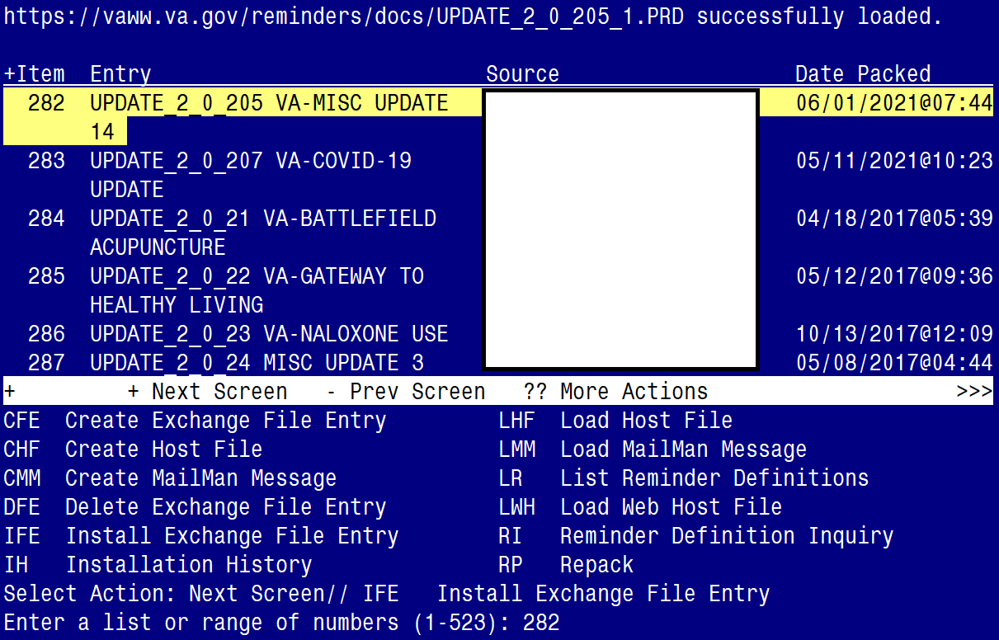 https://vaww.va.gov/reminders/docs/UPDATE_2_0_205_1.PRD successfully loaded.
+Item  Entry                           Source                   Date Packed
  282  UPDATE_2_0_205 VA-MISC UPDATE                            06/01/2021@07:44
       14
  283  UPDATE_2_0_207 VA-COVID-19                               05/11/2021@10:23
       UPDATE
  284  UPDATE_2_0_21 VA-BATTLEFIELD                             04/18/2017@05:39
       ACUPUNCTURE
  285  UPDATE_2_0_22 VA-GATEWAY TO                              05/12/2017@09:36
       HEALTHY LIVING
  286  UPDATE_2_0_23 VA-NALOXONE USE                            10/13/2017@12:09
  287  UPDATE_2_0_24 MISC UPDATE 3                              05/08/2017@04:44
+         + Next Screen   - Prev Screen   ?? More Actions                    >>>
CFE  Create Exchange File Entry         LHF  Load Host File
CHF  Create Host File                   LMM  Load MailMan Message
CMM  Create MailMan Message             LR   List Reminder Definitions
DFE  Delete Exchange File Entry         LWH  Load Web Host File
IFE  Install Exchange File Entry        RI   Reminder Definition Inquiry
IH   Installation History               RP   Repack
Select Action: Next Screen// IFE   Install Exchange File Entry
Enter a list or range of numbers (1-523): 282